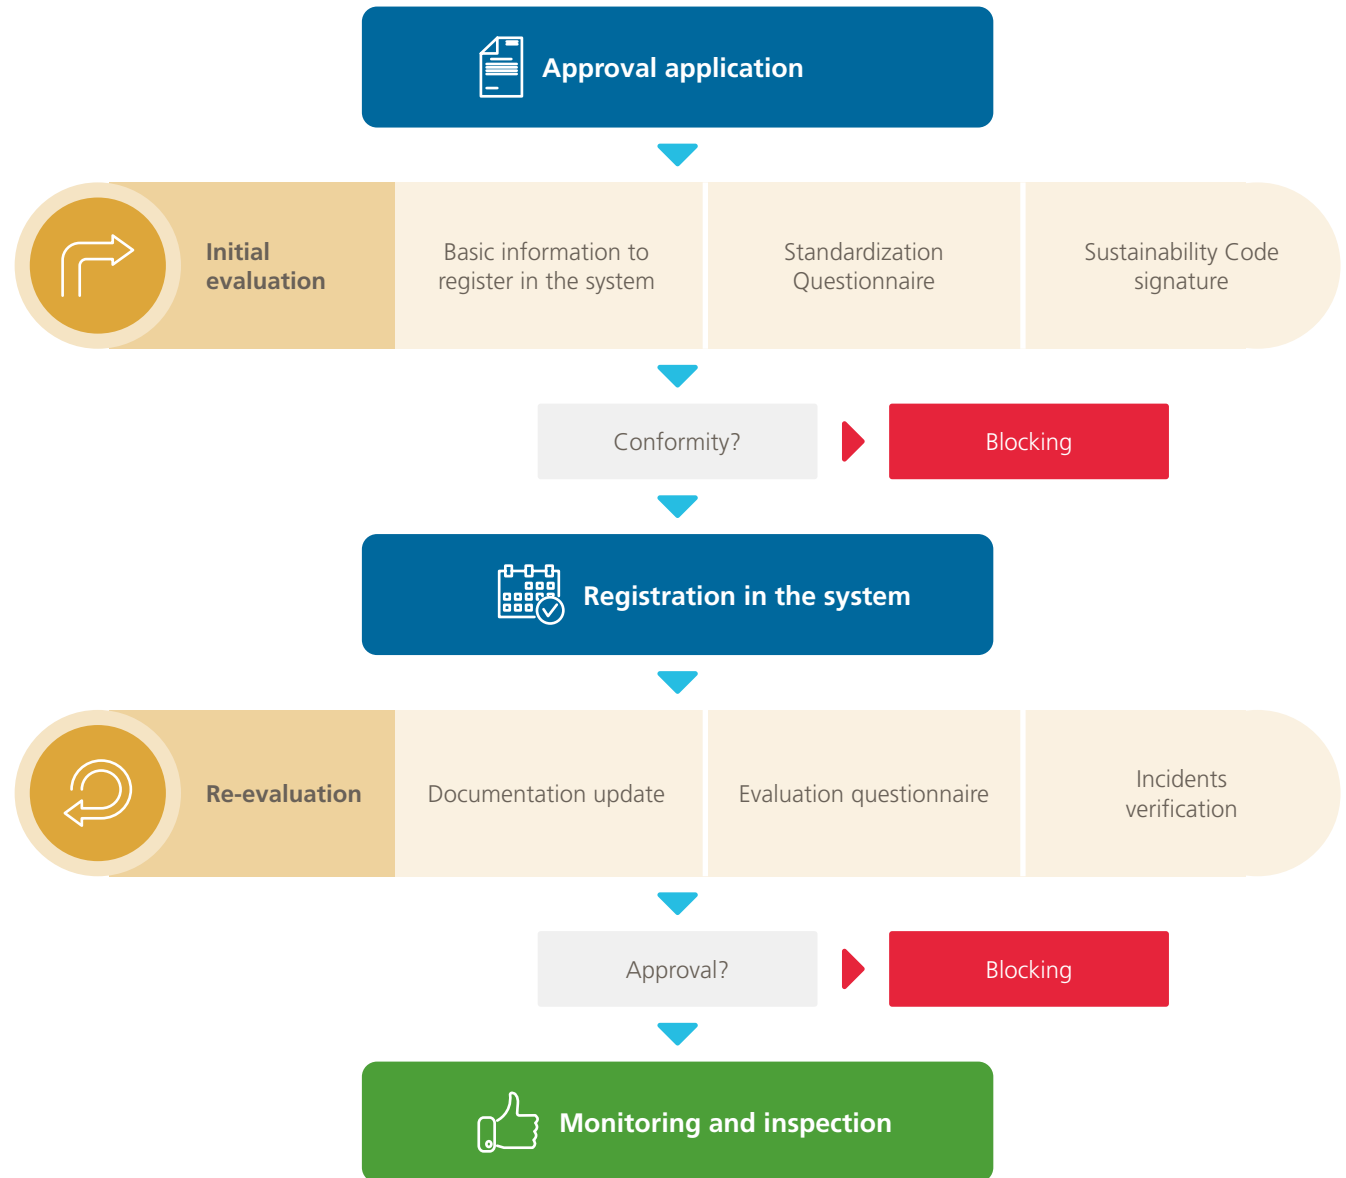 Approval application
Initial
evaluation
Basic information to
register in the system
Standardization
Questionnaire
Sustainability Code
signature
Conformity?
Blocking
Registration in the system
Re-evaluation
Documentation update
Evaluation questionnaire
Incidents
verification
Approval?
Blocking
Monitoring and inspection